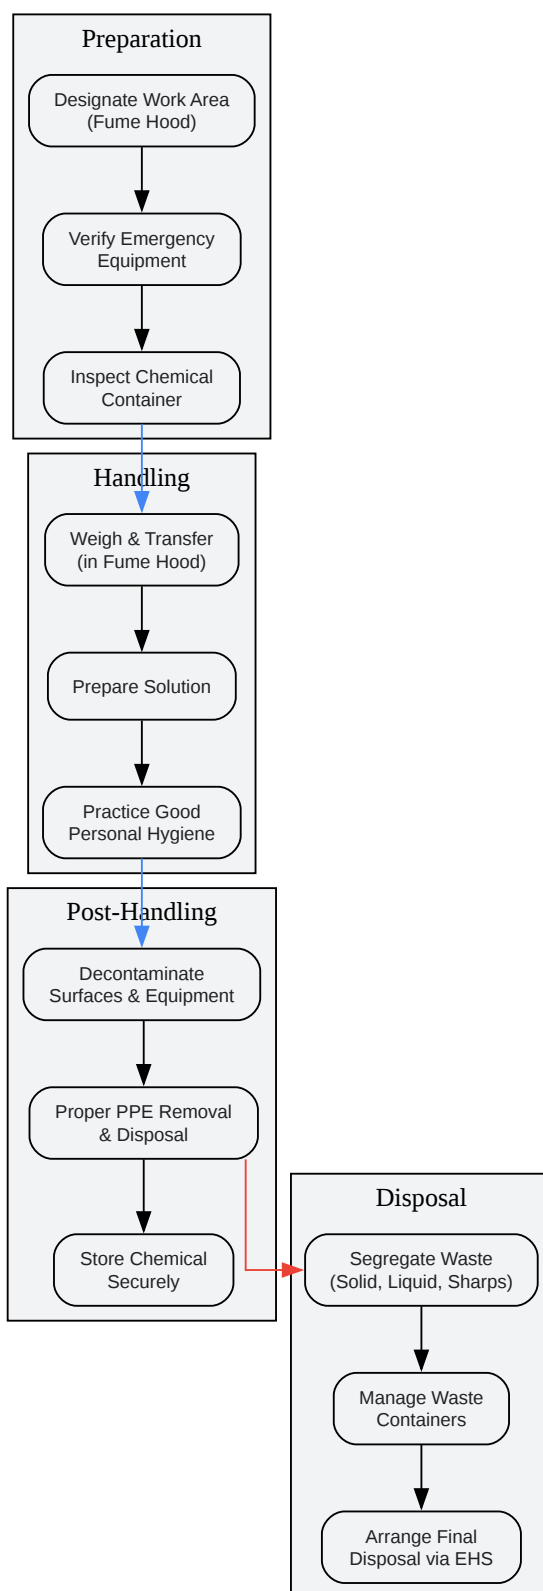 Preparation
Designate Work Area
(Fume Hood)
Verify Emergency
Equipment
Inspect Chemical
Container
Handling
Weigh & Transfer
(in Fume Hood)
Prepare Solution
Practice Good
Personal Hygiene
Post-Handling
Decontaminate
Surfaces & Equipment
Proper PPE Removal
& Disposal
Store Chemical
Securely
Disposal
Segregate Waste
(Solid, Liquid, Sharps)
Manage Waste
Containers
Arrange Final
Disposal via EHS